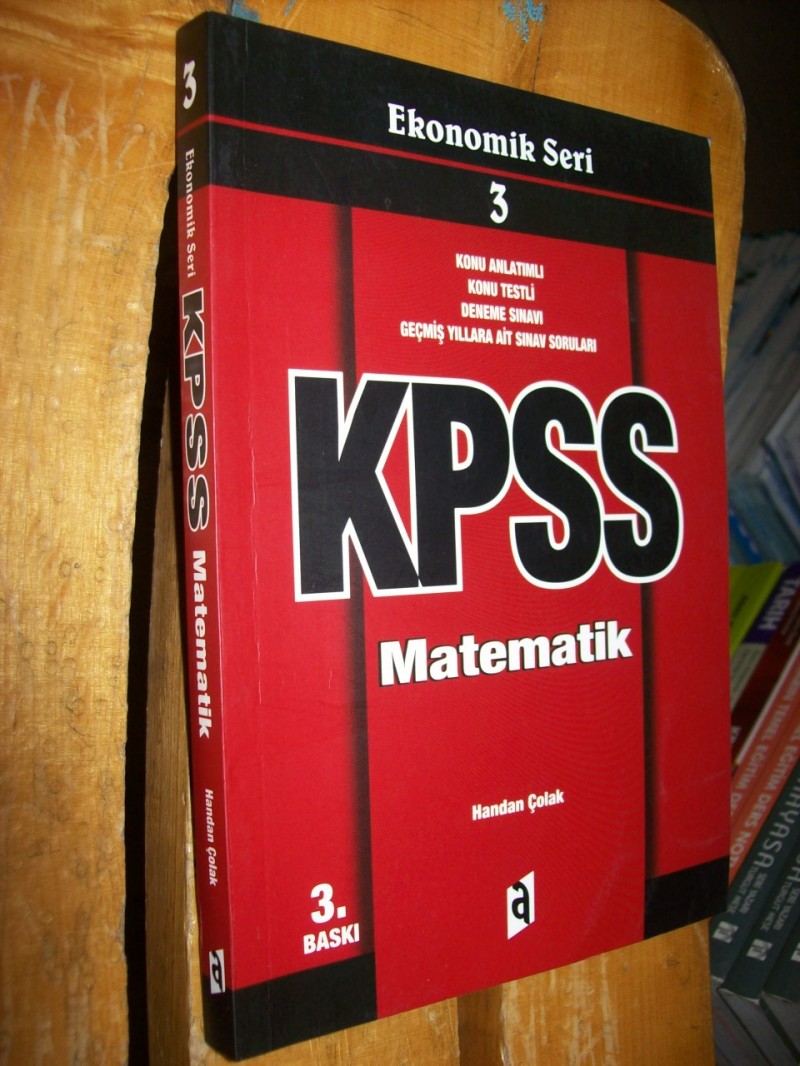 Ekonomik Seri
3
KONU ANLATIMLI
KONU TESTLİ
DENEME SINAVI
GEÇMİŞ YILLARA AİT SINAV SORULARI
KPSS
Matematik
Handan Çolak
3.
BASKI
a
3
Ekonomik Seri
KPSS
Matematik
Handan Çolak
a
TARİH